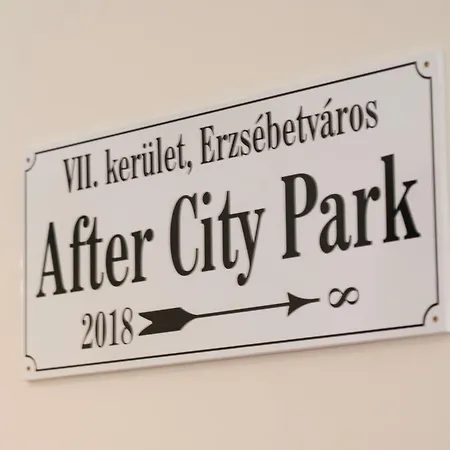 VII. kerület, Erzsébetváros
After City Park
2018 ∞